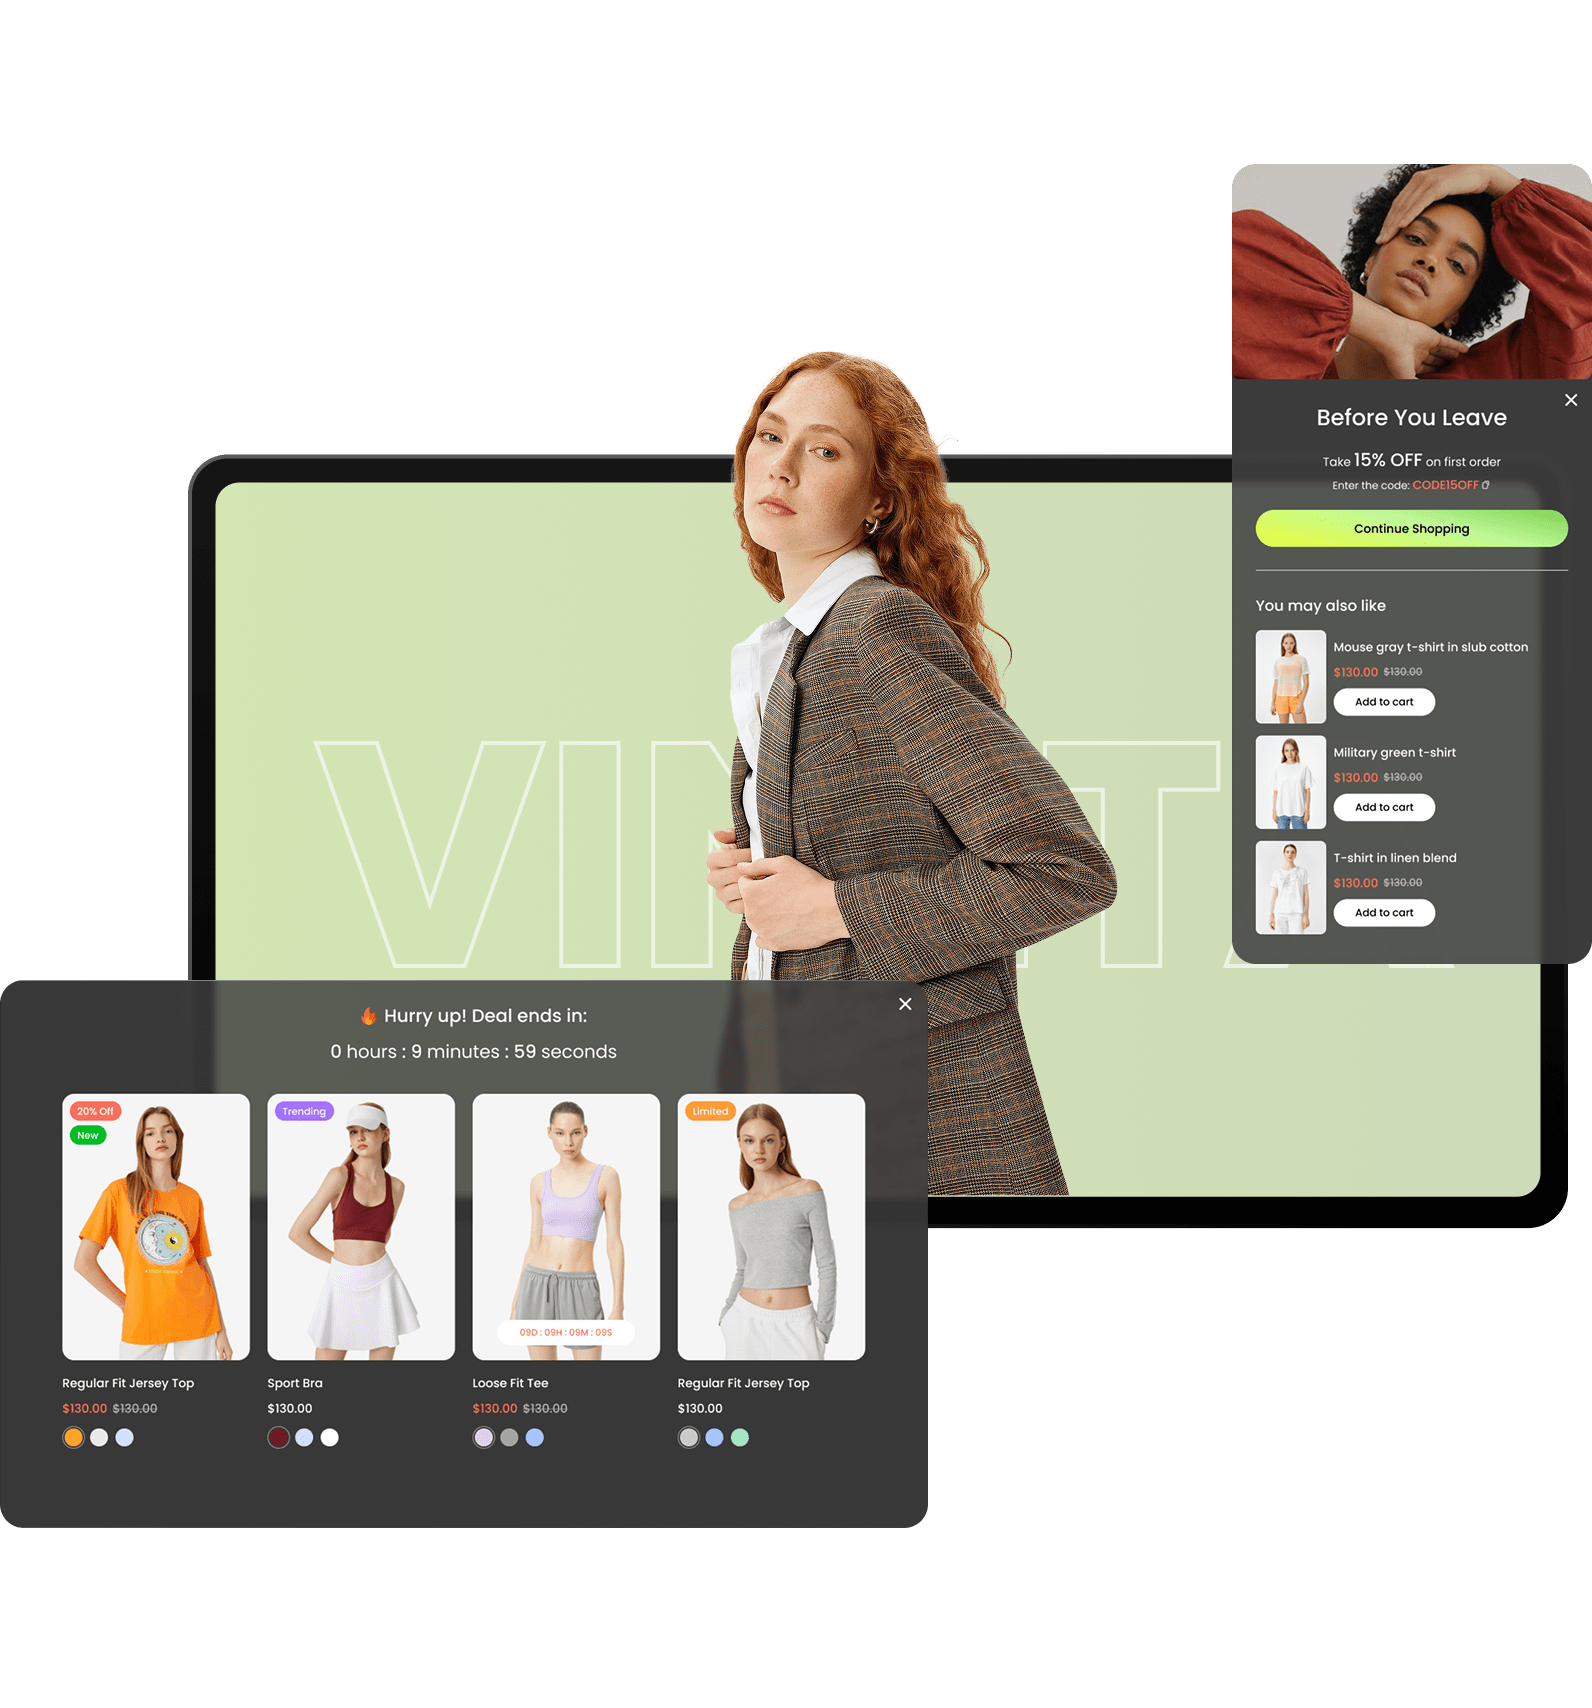 Before You Leave
Take 15% OFF on first order
Enter the code: CODE15OFF
Continue Shopping
You may also like
Mouse gray t-shirt in slub cotton
$130.00 $130.00
Add to cart
Military green t-shirt
$130.00 $130.00
Add to cart
T-shirt in linen blend
$130.00 $130.00
Add to cart
Hurry up! Deal ends in:
0 hours : 9 minutes : 59 seconds
20% Off
New
Trending
Limited
09D : 09H : 09M : 09S
Regular Fit Jersey Top
$130.00 $130.00
Sport Bra
$130.00
Loose Fit Tee
$130.00 $130.00
Regular Fit Jersey Top
$130.00